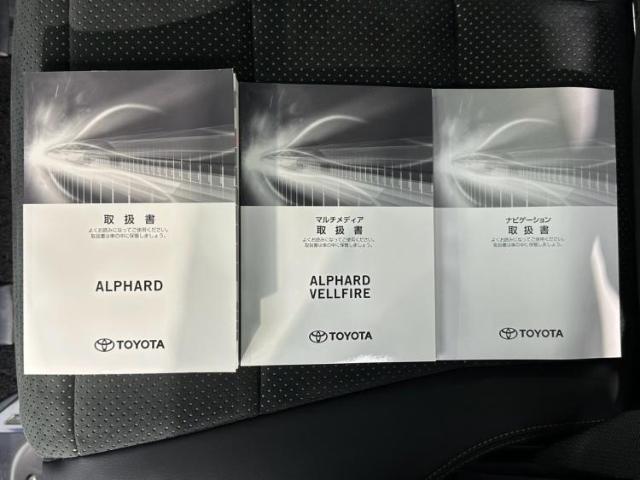 取扱書
よくお読みになってご使用ください。
取扱書は車の中に保管しましょう。
ALPHARD
TOYOTA
マルチメディア
取扱書
よくお読みになってご使用ください。
取扱書は車の中に保管しましょう。
ALPHARD
VELLFIRE
TOYOTA
ナビゲーション
取扱書
よくお読みになってご使用ください。
取扱書は車の中に保管しましょう。
TOYOTA